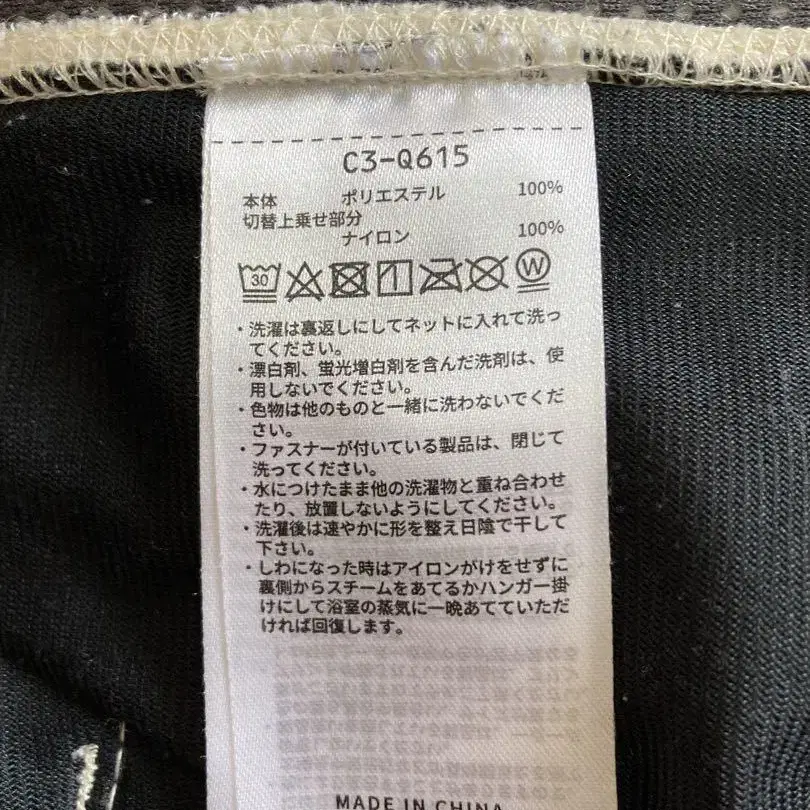 C3-Q615
本体 ポリエステル 100%
切替上乗せ部分
ナイロン 100%
30 W
・洗濯は裏返しにしてネットに入れて洗っ
てください。
・漂白剤、蛍光増白剤を含んだ洗剤は、使
用しないでください。
・色物は他のものと一緒に洗わないでくだ
さい。
・ファスナーが付いている製品は、閉じて
洗ってください。
・水につけたまま他の洗濯物と重ね合わせ
たり、放置しないようにしてください。
・洗濯後は速やかに形を整え日陰で干して
下さい。
・しわになった時はアイロンがけをせずに
裏側からスチームをあてるかハンガー掛
けにして浴室の蒸気に一晩あてていただ
ければ回復します。
MADE IN CHINA